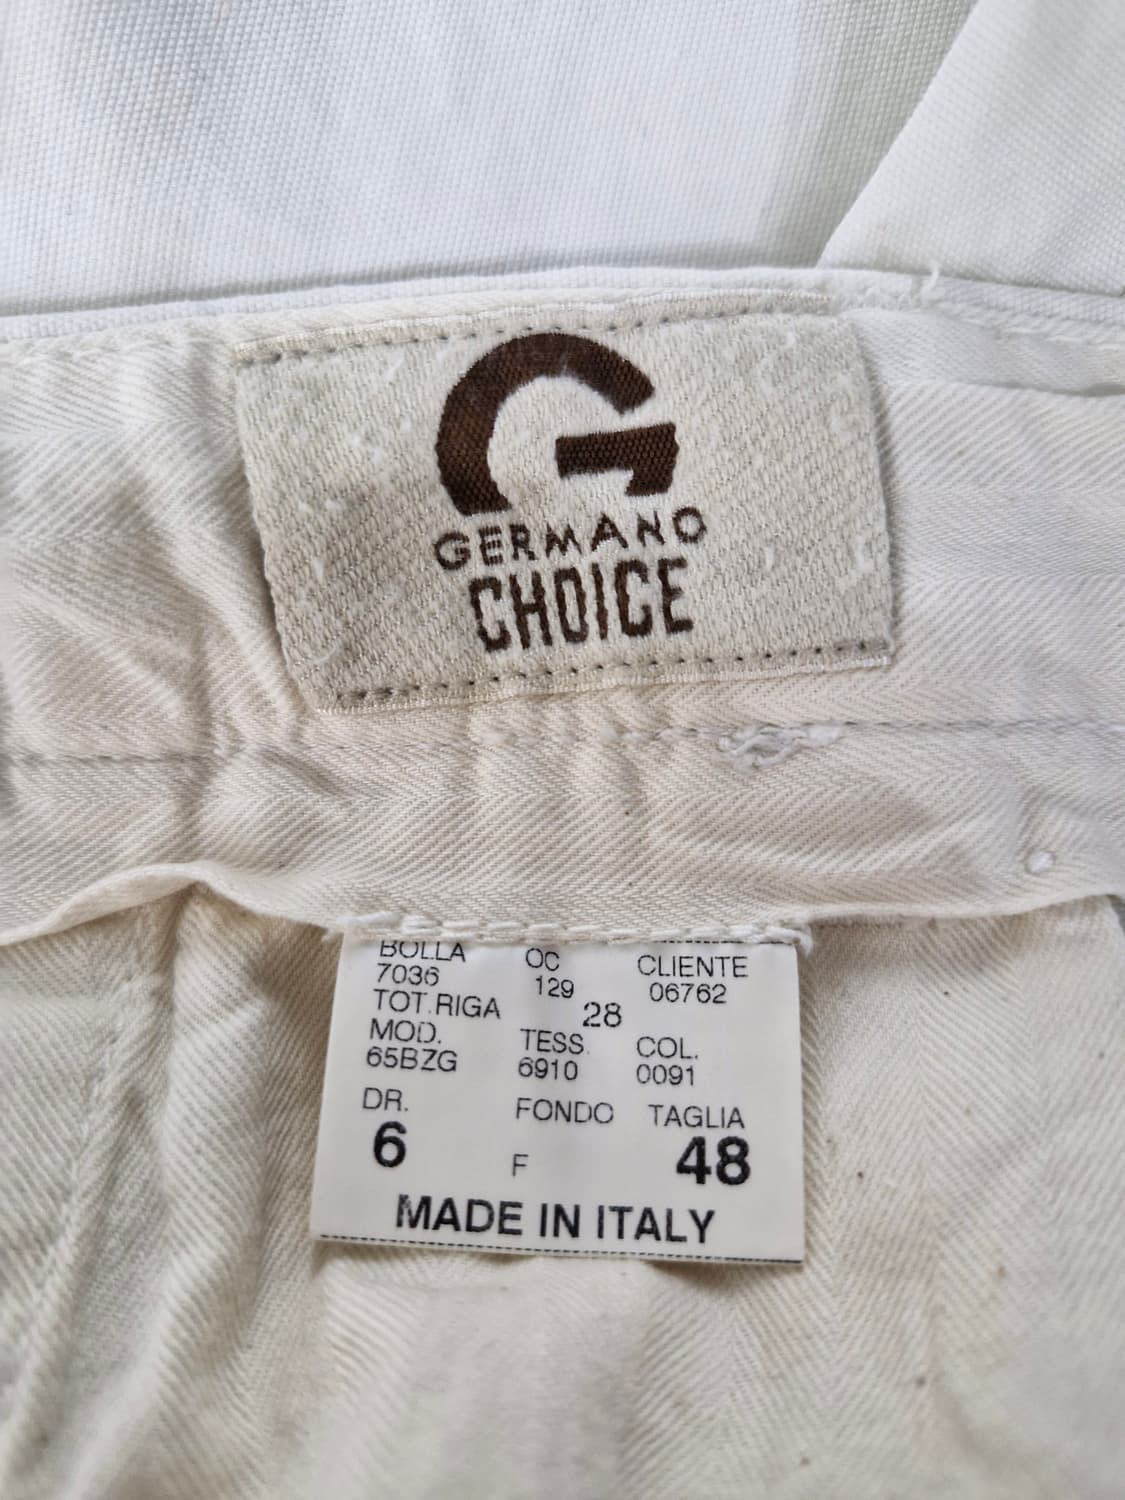 G
GERMANO
CHOICE
BOLLA OC CLIENTE
7036 129 06762
TOT.RIGA 28
MOD. TESS. COL.
65BZG 6910 0091
DR. FONDO TAGLIA
6 F 48
MADE IN ITALY